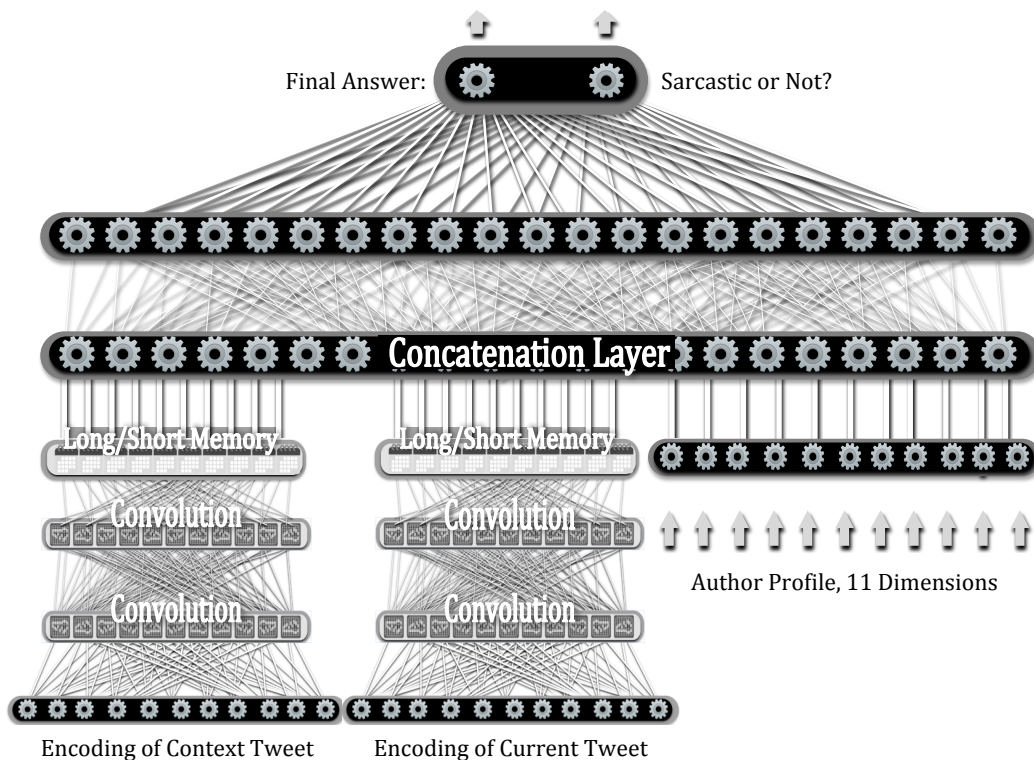 Final Answer:
Sarcastic or Not?
Concatenation Layer
Long/Short Memory
Long/Short Memory
Convolution
Convolution
Author Profile, 11 Dimensions
Convolution
Convolution
Encoding of Context Tweet
Encoding of Current Tweet